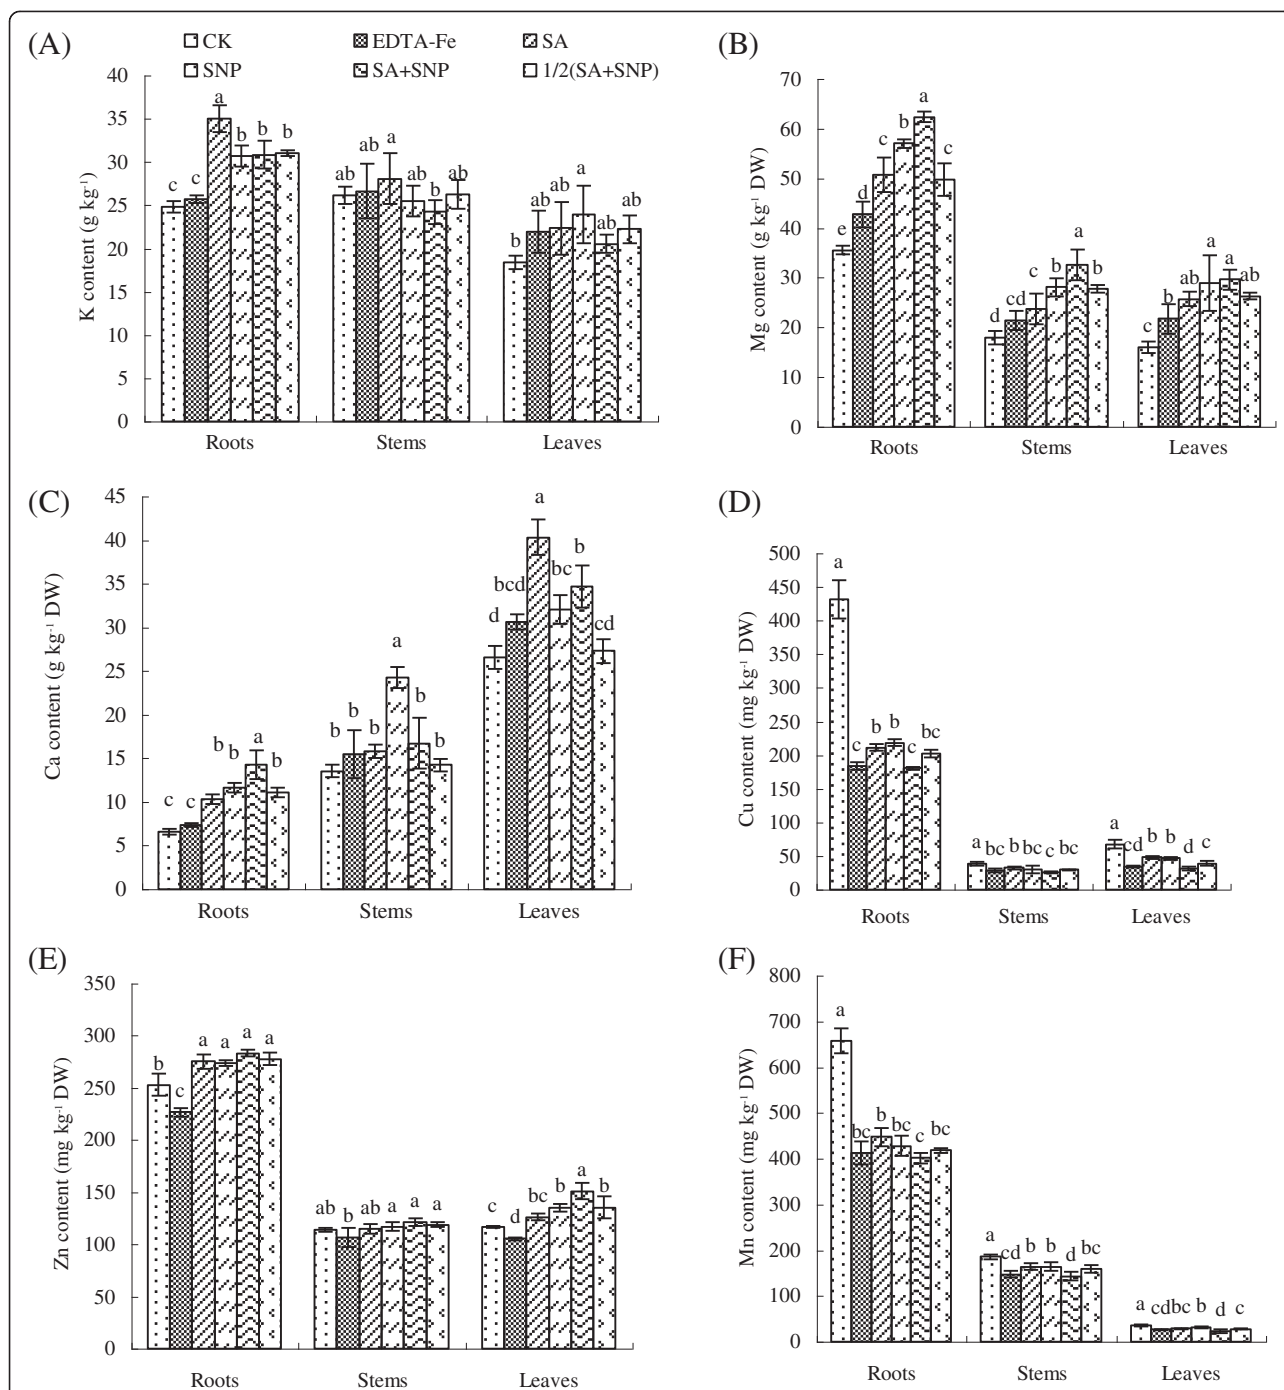 (A)
CK EDTA-Fe SA
SNP SA+SNP 1/2(SA+SNP)
K content (g kg⁻¹)
40
35
30
25
20
15
10
5
0
c c a b b b
ab ab a ab b ab
b ab ab a ab ab
Roots Stems Leaves
(B)
Mg content (g kg⁻¹ DW)
70
60
50
40
30
20
10
0
e d c b a c
d cd c b a b
c b ab a a ab
Roots Stems Leaves
(C)
Ca content (g kg⁻¹ DW)
45
40
35
30
25
20
15
10
5
0
c c b b a b
b b b a b b
d bcd a bc b cd
Roots Stems Leaves
(D)
Cu content (mg kg⁻¹ DW)
500
450
400
350
300
250
200
150
100
50
0
a c b b c bc
a bc b bc c bc
a cd b b d c
Roots Stems Leaves
(E)
Zn content (mg kg⁻¹ DW)
350
300
250
200
150
100
50
0
b c a a a a
ab b ab a a a
c d bc b a b
Roots Stems Leaves
(F)
Mn content (mg kg⁻¹ DW)
800
700
600
500
400
300
200
100
0
a bc b bc c bc
a cd b b d bc
a cd bc b d c
Roots Stems Leaves